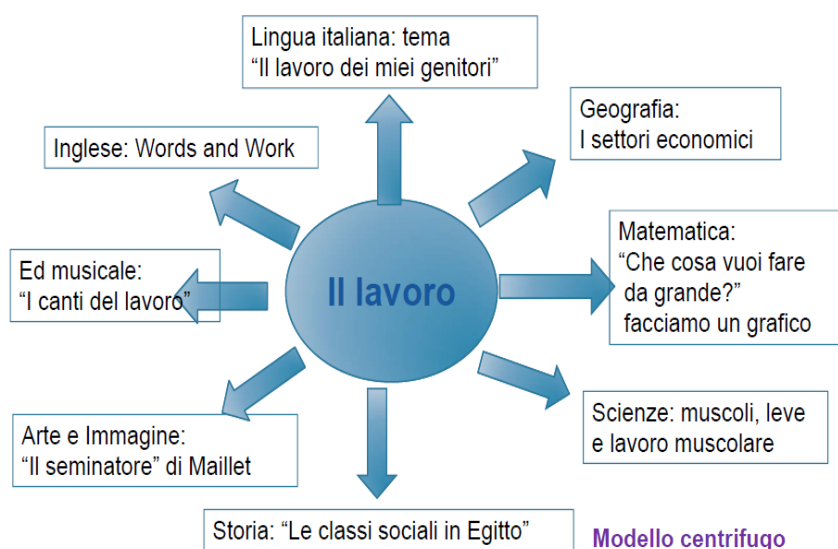 Lingua italiana: tema
“Il lavoro dei miei genitori”
Geografia:
I settori economici
Inglese: Words and Work
Matematica:
“Che cosa vuoi fare
da grande?”
facciamo un grafico
Ed musicale:
“I canti del lavoro”
Il lavoro
Scienze: muscoli, leve
e lavoro muscolare
Arte e Immagine:
“Il seminatore” di Maillet
Storia: “Le classi sociali in Egitto”
Modello centrifugo